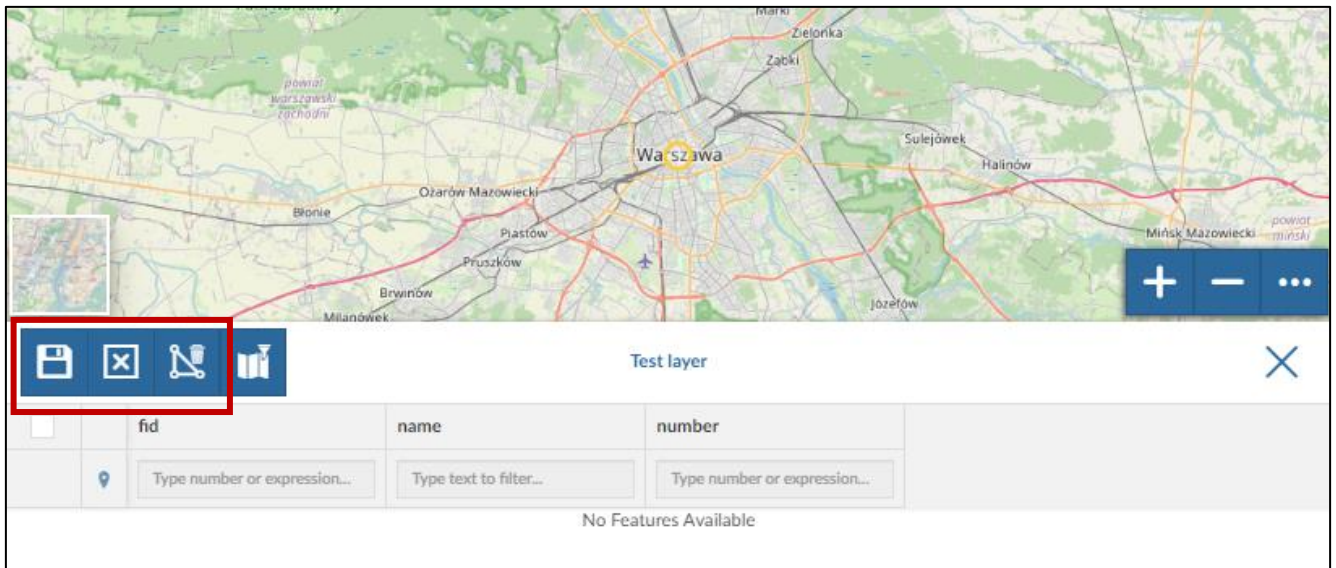 Marki
Zielonka
Ząbki
powiat
warszawski
zachodni
Sulejówek
Warszawa
Halinów
Ożarów Mazowiecki
Błonie
powiat
miński
Piastów
Mińsk Mazowiecki
Pruszków
Brwinów
Józefów
Milanówek
Test layer
fid name number
Type number or expression... Type text to filter... Type number or expression...
No Features Available